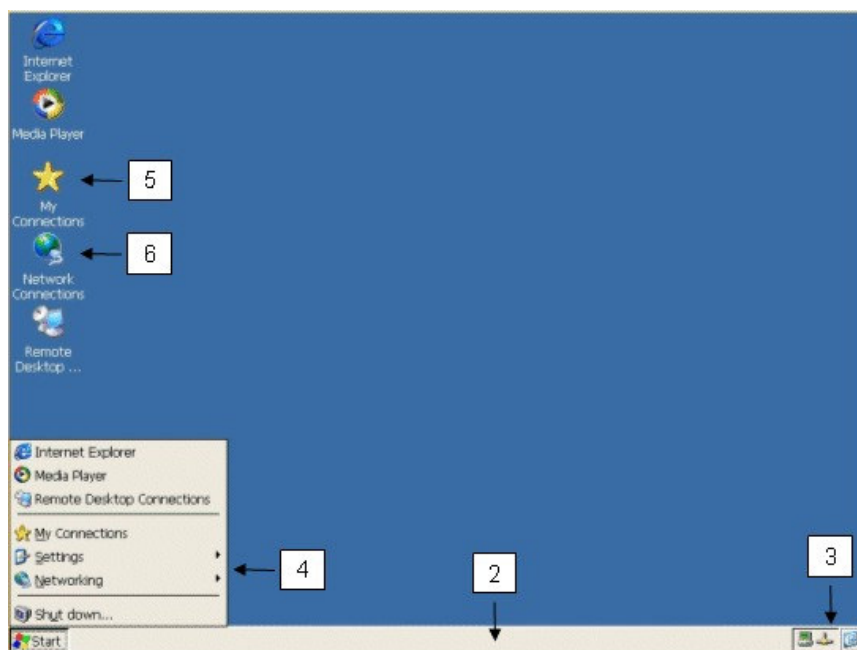 Internet
Explorer
Media Player
5
My
Connections
6
Network
Connections
Remote
Desktop ...
Internet Explorer
Media Player
Remote Desktop Connections
My Connections
Settings
Networking
Shut down...
4
2
3
Start